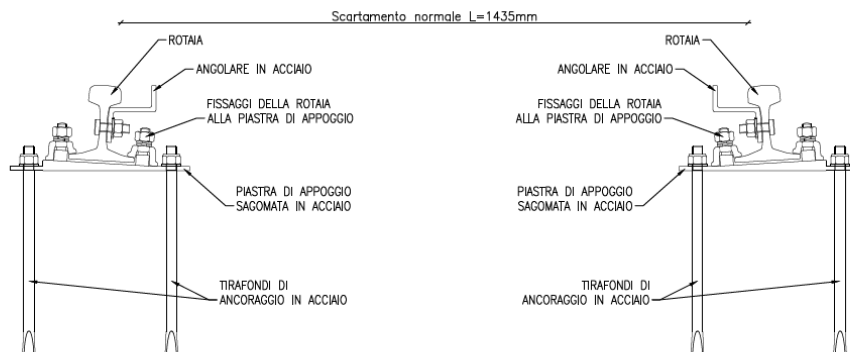 Scartamento normale L=1435mm
ROTAIA
ANGOLARE IN ACCIAIO
FISSAGGI DELLA ROTAIA
ALLA PIASTRA DI APPOGGIO
PIASTRA DI APPOGGIO
SAGOMATA IN ACCIAIO
TIRAFONDI DI
ANCORAGGIO IN ACCIAIO
ROTAIA
ANGOLARE IN ACCIAIO
FISSAGGI DELLA ROTAIA
ALLA PIASTRA DI APPOGGIO
PIASTRA DI APPOGGIO
SAGOMATA IN ACCIAIO
TIRAFONDI DI
ANCORAGGIO IN ACCIAIO